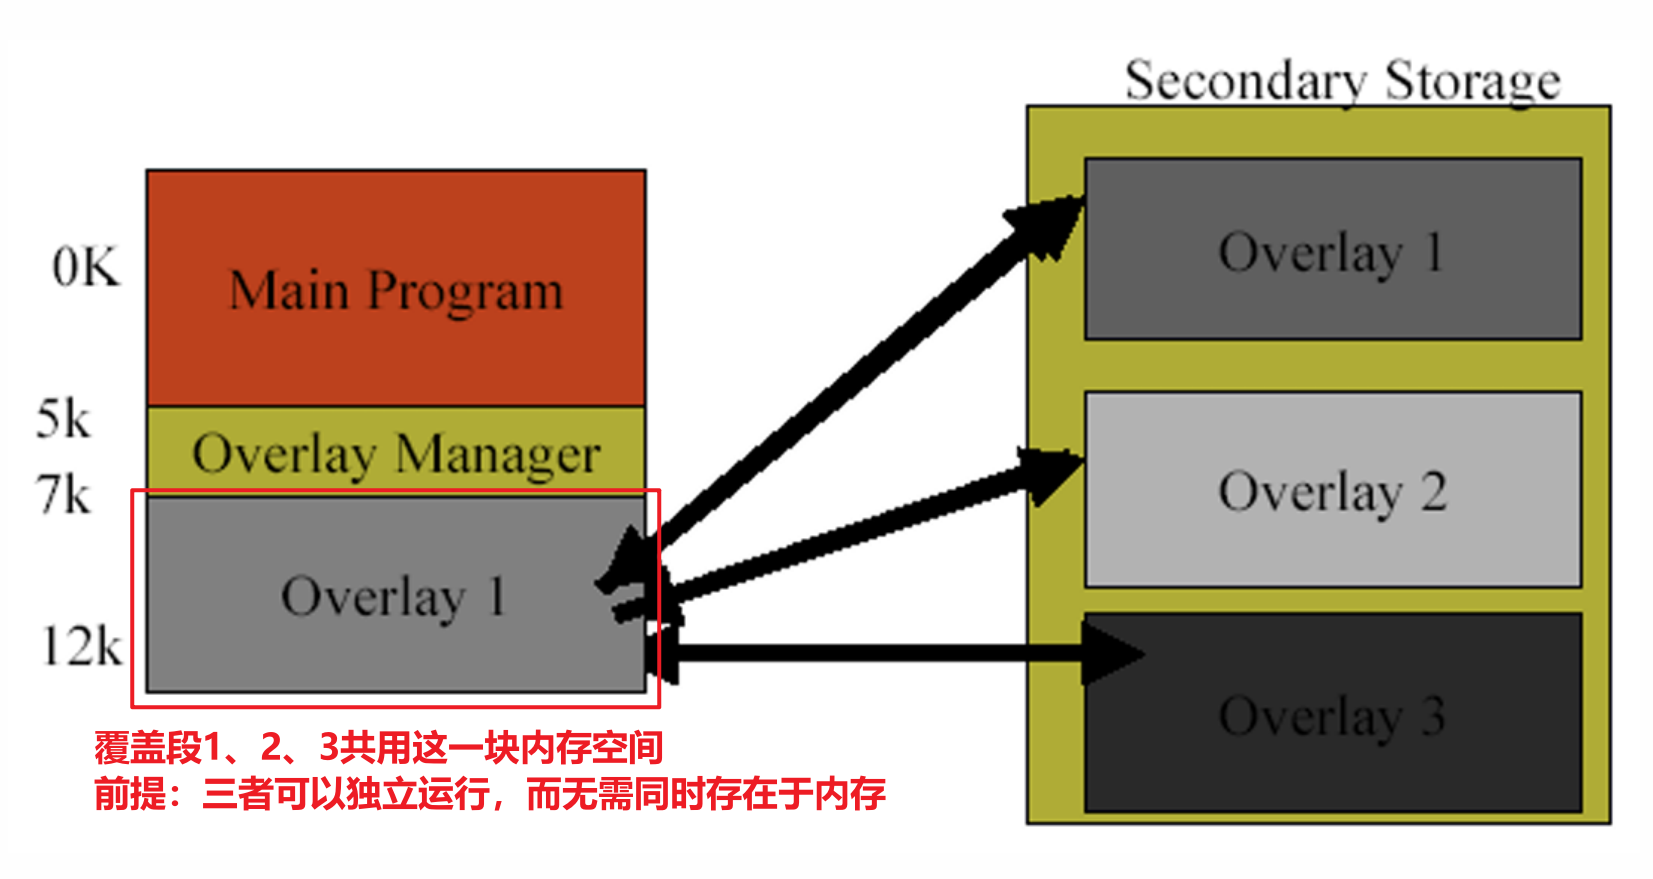 Secondary Storage
0K
Main Program
5k
Overlay Manager
7k
Overlay 1
12k
Overlay 1
Overlay 2
Overlay 3
覆盖段1、2、3共用这一块内存空间
前提：三者可以独立运行，而无需同时存在于内存